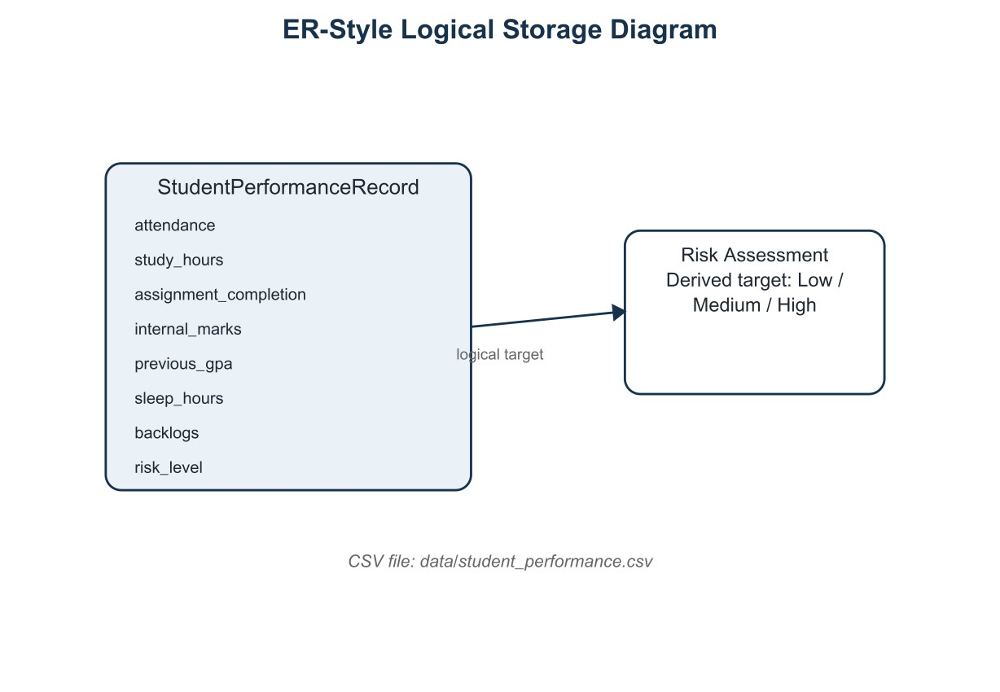 ER-Style Logical Storage Diagram
StudentPerformanceRecord
attendance
study_hours
assignment_completion
internal_marks
previous_gpa
sleep_hours
backlogs
risk_level
logical target
Risk Assessment
Derived target: Low /
Medium / High
CSV file: data/student_performance.csv